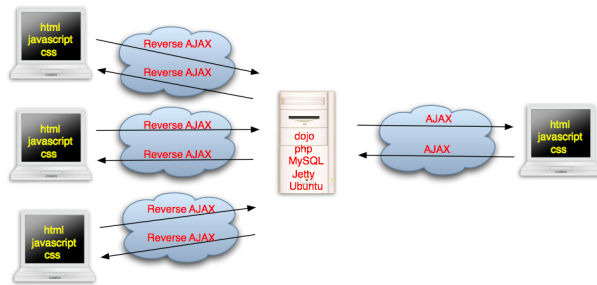 html
javascript
css
Reverse AJAX
Reverse AJAX
html
javascript
css
Reverse AJAX
Reverse AJAX
html
javascript
css
Reverse AJAX
Reverse AJAX
dojo
php
MySQL
Jetty
Ubuntu
AJAX
AJAX
html
javascript
css